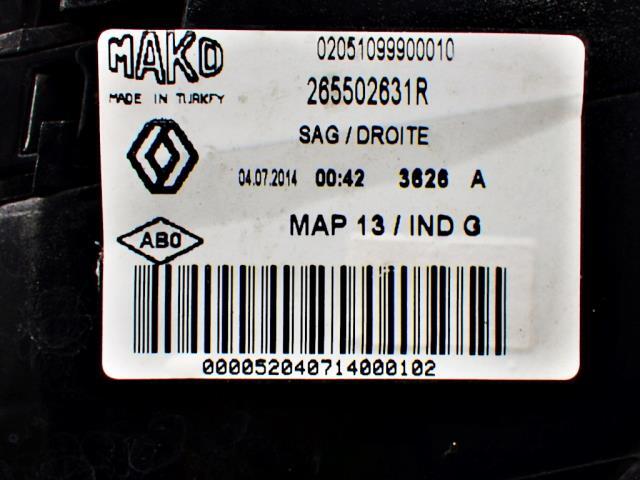 MAKO
MADE IN TURKEY
02051099900010
265502631R
SAG / DROITE
04.07.2014 00:42 3626 A
MAP 13 / IND G
ABO
000052040714000102